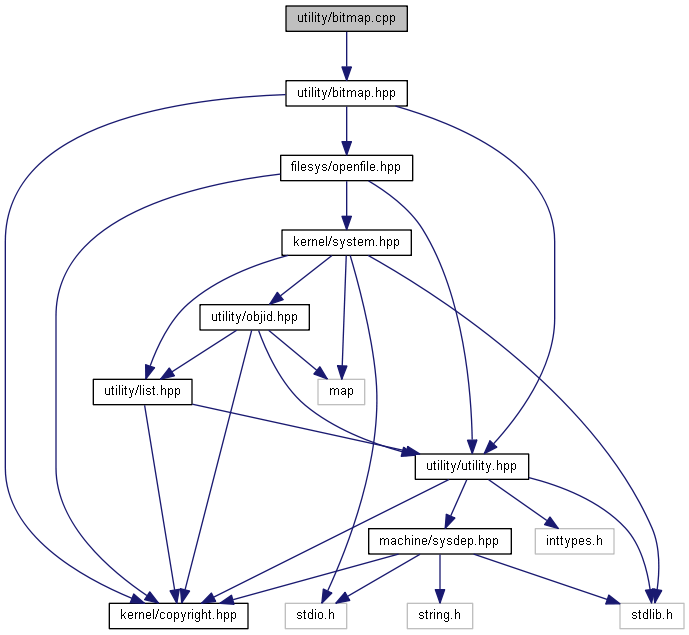 utility/bitmap.cpp
utility/bitmap.hpp
filesys/openfile.hpp
kernel/system.hpp
utility/objid.hpp
utility/list.hpp
map
utility/utility.hpp
machine/sysdep.hpp
inttypes.h
kernel/copyright.hpp
stdio.h
string.h
stdlib.h